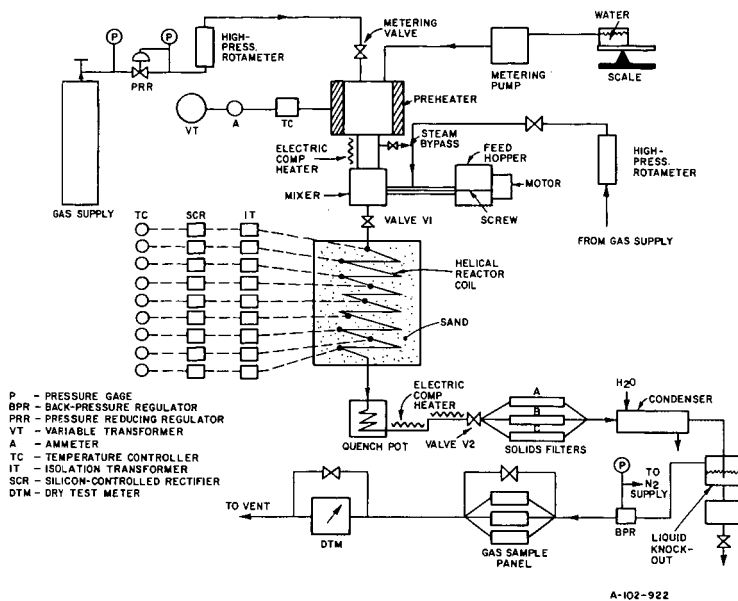 WATER
METERING
VALVE
HIGH-
PRESS.
ROTAMETER
P
P
PRR
METERING
PUMP
SCALE
PREHEATER
VT
A
TC
STEAM
BYPASS
ELECTRIC
COMP
HEATER
FEED
HOPPER
HIGH-
PRESS.
ROTAMETER
MIXER
MOTOR
SCREW
GAS SUPPLY
VALVE V1
FROM GAS SUPPLY
TC
SCR
IT
HELICAL
REACTOR
COIL
SAND
P - PRESSURE GAGE
BPR - BACK-PRESSURE REGULATOR
PRR - PRESSURE REDUCING REGULATOR
VT - VARIABLE TRANSFORMER
A - AMMETER
TC - TEMPERATURE CONTROLLER
IT - ISOLATION TRANSFORMER
SCR - SILICON-CONTROLLED RECTIFIER
DTM - DRY TEST METER
ELECTRIC
COMP
HEATER
QUENCH POT
VALVE V2
A
B
C
SOLIDS FILTERS
H2O
CONDENSER
P
TO
N2
SUPPLY
BPR
LIQUID
KNOCK-
OUT
TO VENT
DTM
GAS SAMPLE
PANEL
A-102-922